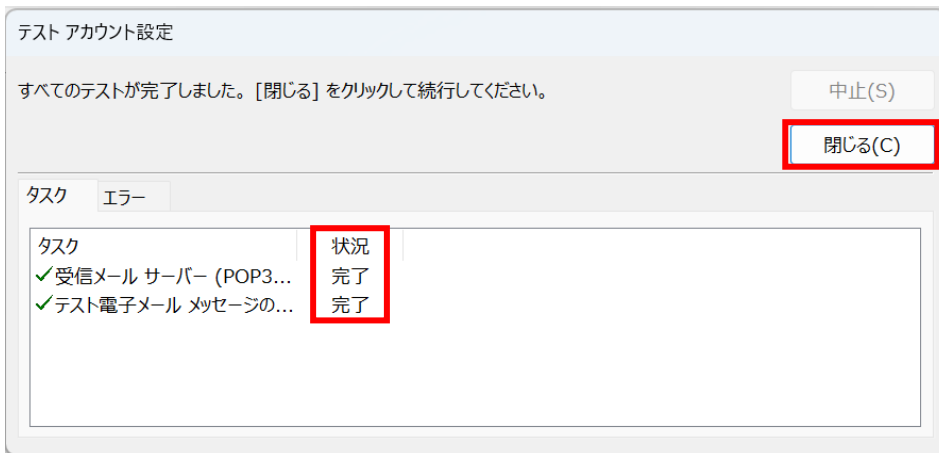 テスト アカウント設定
すべてのテストが完了しました。[閉じる] をクリックして続行してください。
中止(S)
閉じる(C)
タスク エラー
タスク 状況
受信メール サーバー (POP3... 完了
テスト電子メール メッセージの... 完了